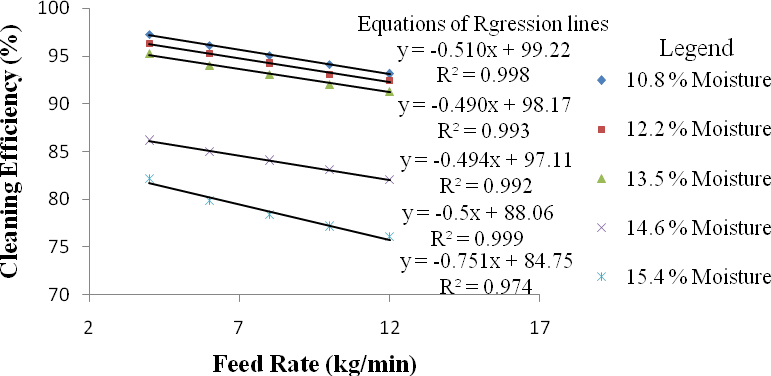 Equations of Rgression lines
y = -0.510x + 99.22
R² = 0.998
y = -0.490x + 98.17
R² = 0.993
y = -0.494x + 97.11
R² = 0.992
y = -0.5x + 88.06
R² = 0.999
y = -0.751x + 84.75
R² = 0.974
Legend
10.8 % Moisture
12.2 % Moisture
13.5 % Moisture
14.6 % Moisture
15.4 % Moisture
Cleaning Efficiency (%)
100
95
90
85
80
75
70
2
7
12
17
Feed Rate (kg/min)